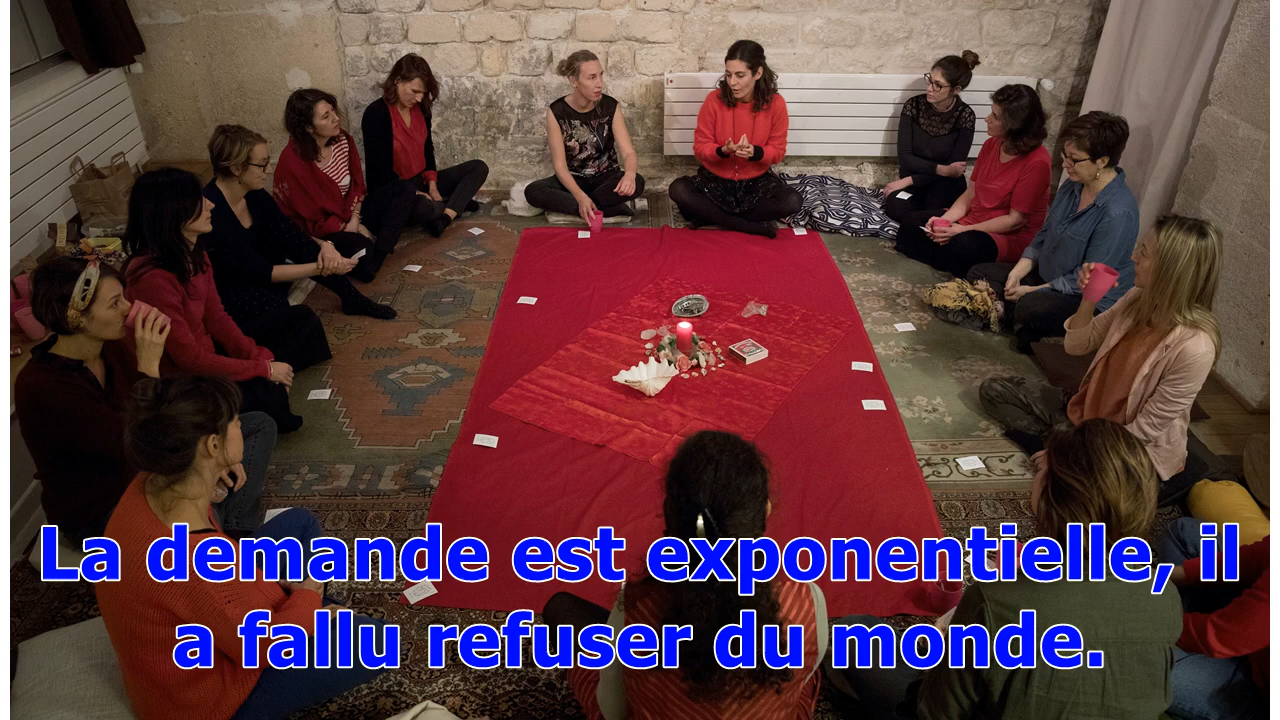 La demande est exponentielle, il
a fallu refuser du monde.